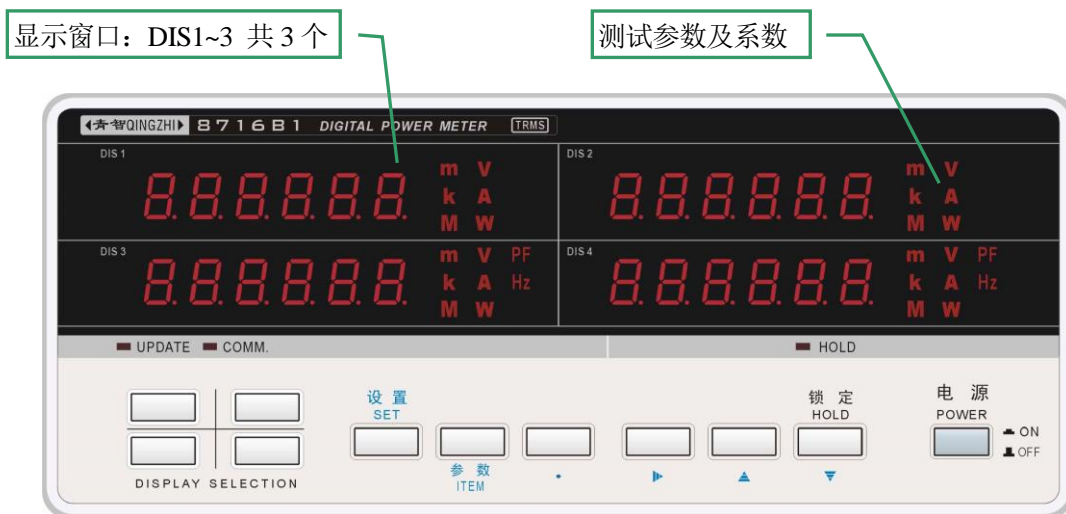 显示窗口：DIS1~3 共3个
测试参数及系数
青智QINGZHI 8716B1 DIGITAL POWER METER TRMS
DIS 1
8.8.8.8.8.8. m V
k A
M W
DIS 2
8.8.8.8.8.8. m V
k A
M W
DIS 3
8.8.8.8.8.8. m V PF
k A Hz
M W
DIS 4
8.8.8.8.8.8. m V PF
k A Hz
M W
UPDATE COMM.
HOLD
设置
SET
锁定
HOLD
电源
POWER
ON
OFF
参数
ITEM
DISPLAY SELECTION